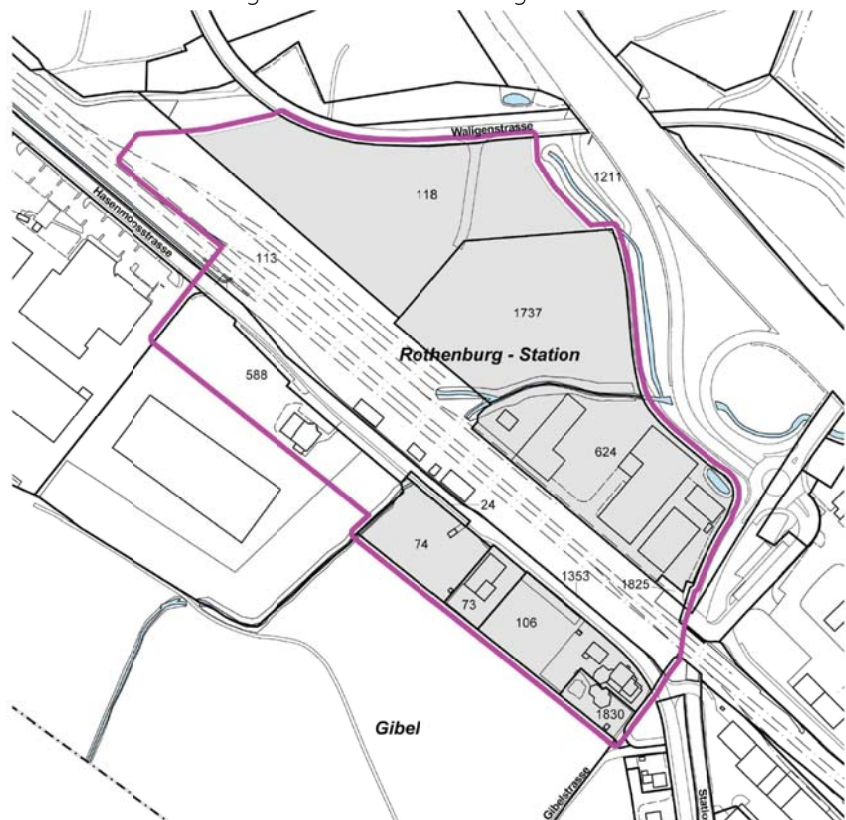 Waligenstrasse
1211
118
Hasenmoosstrasse
113
1737
Rothenburg - Station
588
624
24
74
1353
1825
73
106
1830
Gibel
Gibelstrasse